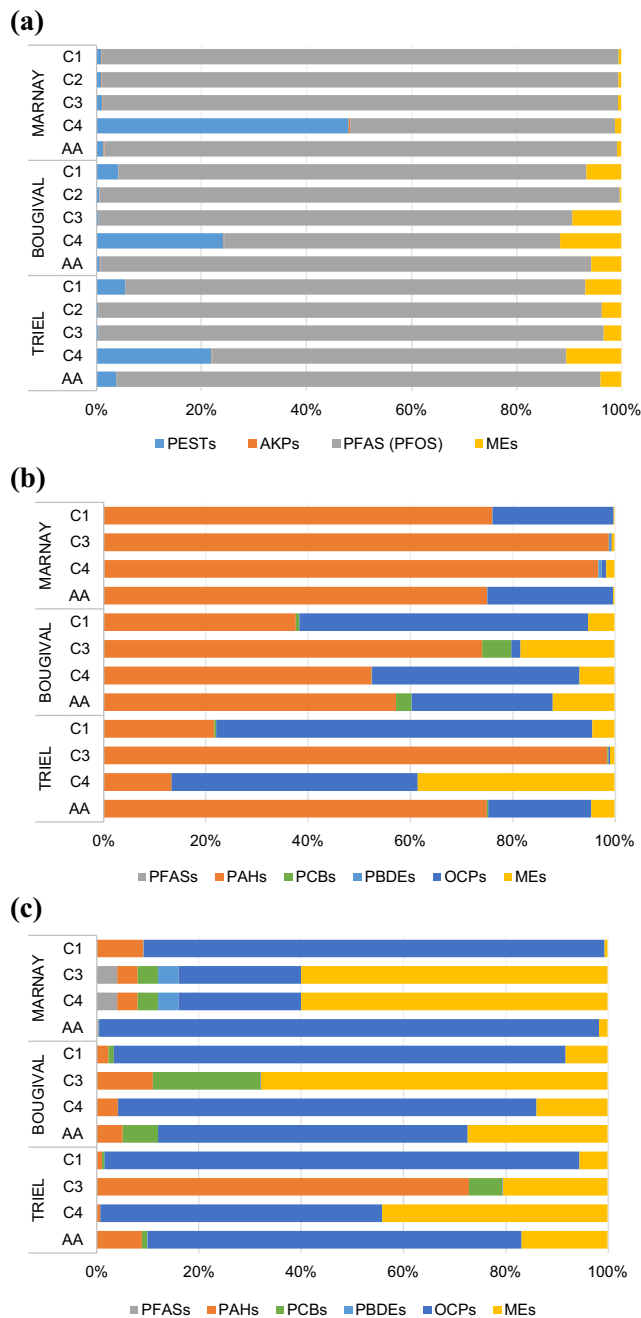 (a)
MARNAY
C1
C2
C3
C4
AA
BOUGIVAL
C1
C2
C3
C4
AA
TRIEL
C1
C2
C3
C4
AA
0% 20% 40% 60% 80% 100%
PESTs AKPs PFAS (PFOS) MEs
(b)
MARNAY
C1
C3
C4
AA
BOUGIVAL
C1
C3
C4
AA
TRIEL
C1
C3
C4
AA
0% 20% 40% 60% 80% 100%
PFASs PAHs PCBs PBDEs OCPs MEs
(c)
MARNAY
C1
C3
C4
AA
BOUGIVAL
C1
C3
C4
AA
TRIEL
C1
C3
C4
AA
0% 20% 40% 60% 80% 100%
PFASs PAHs PCBs PBDEs OCPs MEs